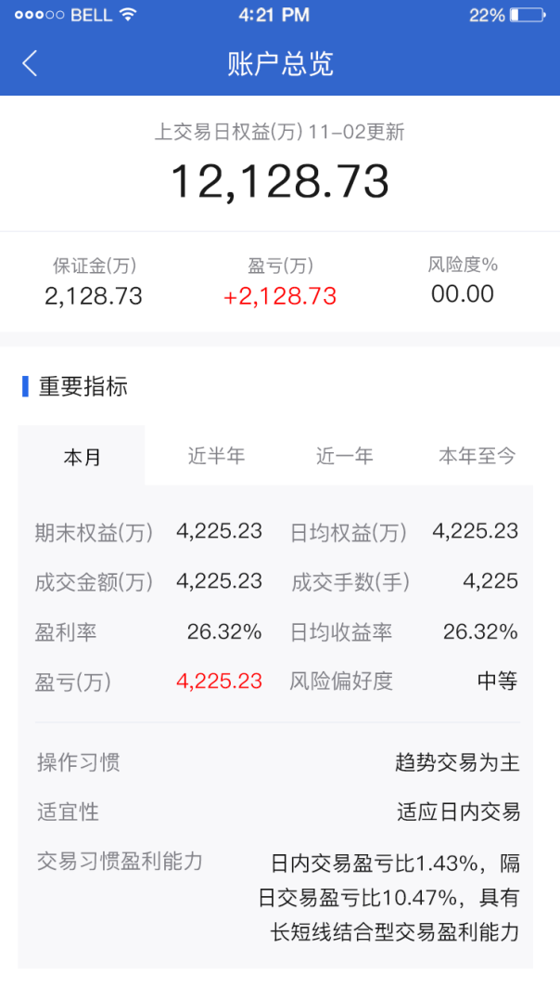 BELL 4:21 PM 22%
账户总览
上交易日权益(万) 11-02更新
12,128.73
保证金(万) 盈亏(万) 风险度%
2,128.73 +2,128.73 00.00
重要指标
本月 近半年 近一年 本年至今
期末权益(万) 4,225.23 日均权益(万) 4,225.23
成交金额(万) 4,225.23 成交手数(手) 4,225
盈利率 26.32% 日均收益率 26.32%
盈亏(万) 4,225.23 风险偏好度 中等
操作习惯 趋势交易为主
适宜性 适应日内交易
交易习惯盈利能力 日内交易盈亏比1.43%，隔
日交易盈亏比10.47%，具有
长短线结合型交易盈利能力